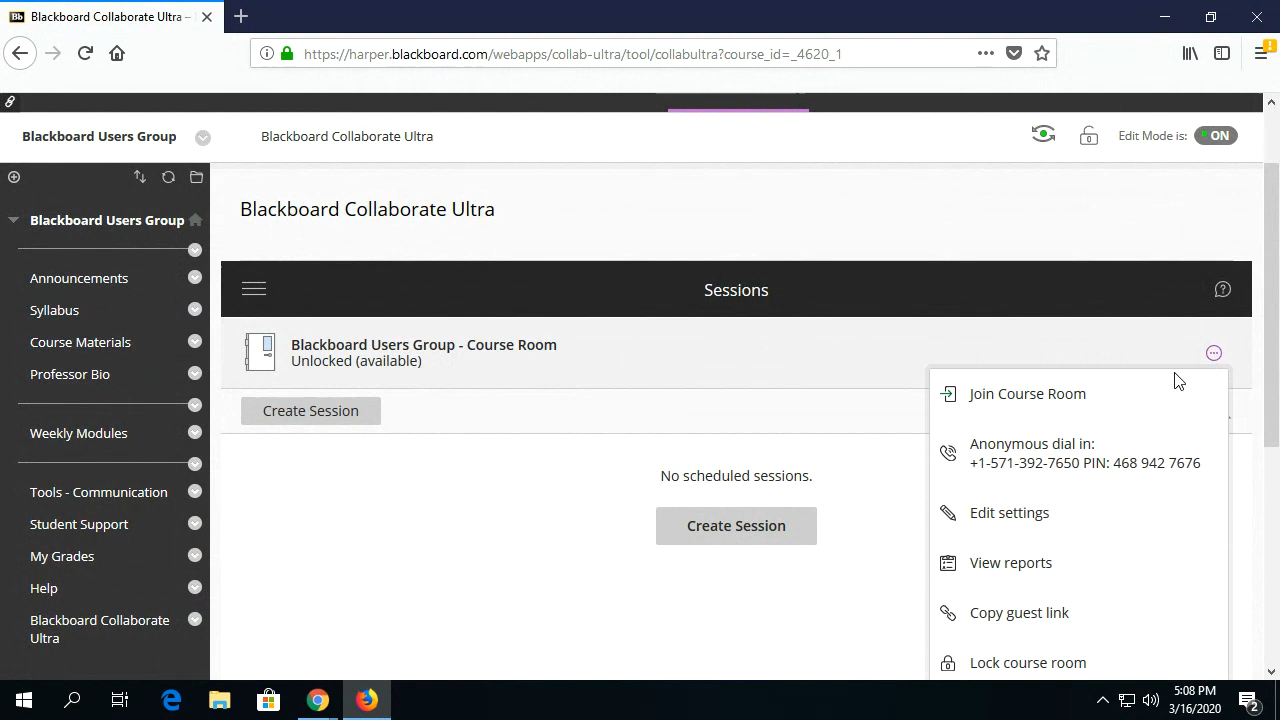 Bb Blackboard Collaborate Ultra –
https://harper.blackboard.com/webapps/collab-ultra/tool/collabultra?course_id=_4620_1
Blackboard Users Group
Blackboard Collaborate Ultra
Edit Mode is: ON
Blackboard Users Group
Announcements
Syllabus
Course Materials
Professor Bio
Weekly Modules
Tools - Communication
Student Support
My Grades
Help
Blackboard Collaborate
Ultra
Blackboard Collaborate Ultra
Sessions
Blackboard Users Group - Course Room
Unlocked (available)
Create Session
No scheduled sessions.
Create Session
Join Course Room
Anonymous dial in:
+1-571-392-7650 PIN: 468 942 7676
Edit settings
View reports
Copy guest link
Lock course room
5:08 PM
3/16/2020
2